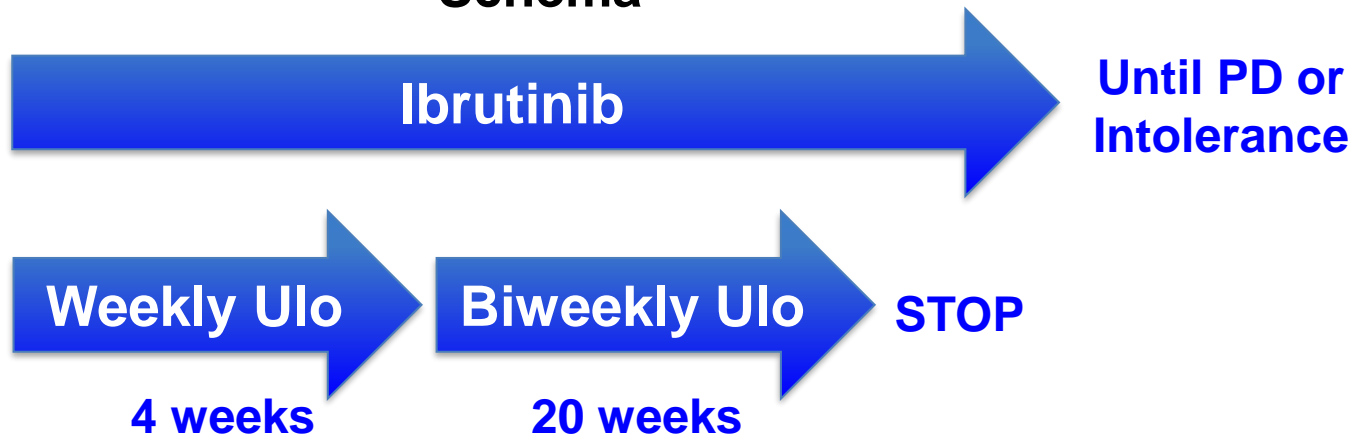 Ibrutinib
Until PD or
Intolerance
Weekly Ulo
Biweekly Ulo
STOP
4 weeks
20 weeks